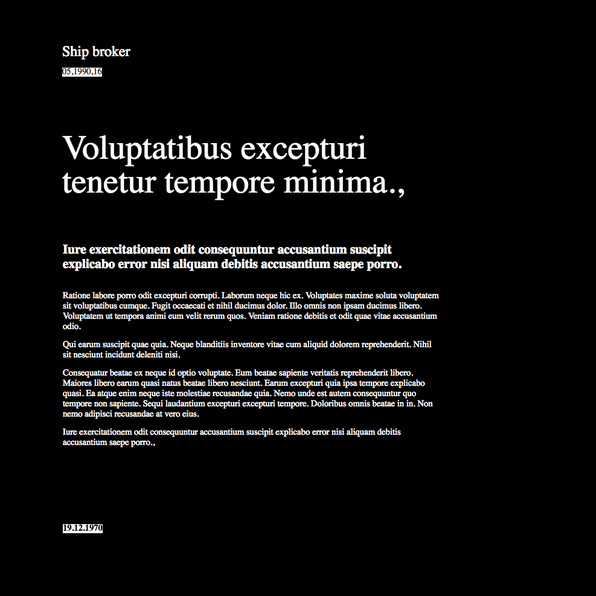 Ship broker
05,1990,16
Voluptatibus excepturi
tenetur tempore minima.,
Iure exercitationem odit consequuntur accusantium suscipit
explicabo error nisi aliquam debitis accusantium saepe porro.
Ratione labore porro odit excepturi corrupti. Laborum neque hic ex. Voluptates maxime soluta voluptatem
sit voluptatibus cumque. Fugit occaecati et nihil ducimus dolor. Illo omnis non ipsam ducimus libero.
Voluptatem ut tempora animi eum velit rerum quos. Veniam ratione debitis et odit quae vitae accusantium
odio.
Qui earum suscipit quae quia. Neque blanditiis inventore vitae cum aliquid dolorem reprehenderit. Nihil
sit nesciunt incidunt deleniti nisi.
Consequatur beatae ex neque id optio voluptate. Eum beatae sapiente veritatis reprehenderit libero.
Maiores libero earum quasi natus beatae libero nesciunt. Earum excepturi quia ipsa tempore explicabo
quasi. Ea atque enim neque iste molestiae recusandae quia. Nemo unde est autem consequuntur quo
tempore non sapiente. Sequi laudantium excepturi excepturi tempore. Doloribus omnis beatae in in. Non
nemo adipisci recusandae at vero eius.
Iure exercitationem odit consequuntur accusantium suscipit explicabo error nisi aliquam debitis
accusantium saepe porro.,
19.12.1970